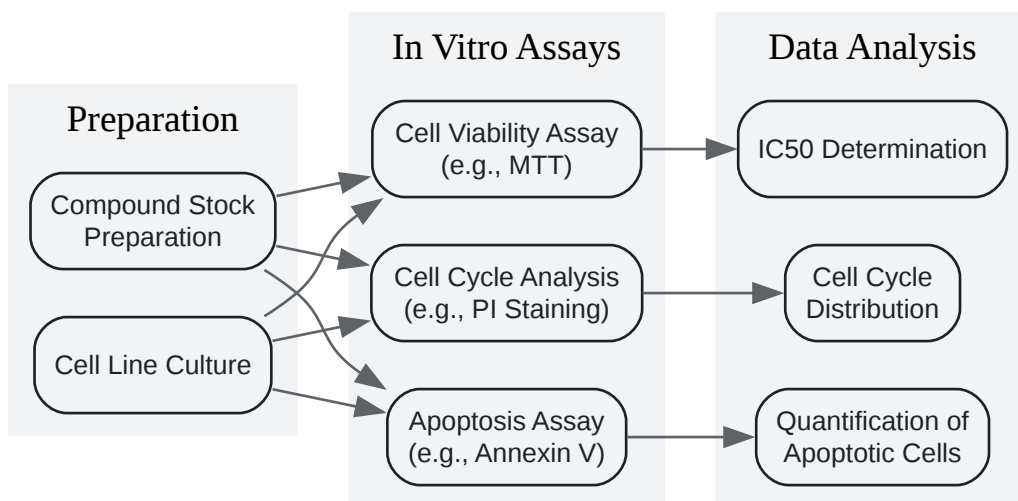 Preparation
Compound Stock
Preparation
Cell Line Culture
In Vitro Assays
Cell Viability Assay
(e.g., MTT)
Cell Cycle Analysis
(e.g., PI Staining)
Apoptosis Assay
(e.g., Annexin V)
Data Analysis
IC50 Determination
Cell Cycle
Distribution
Quantification of
Apoptotic Cells